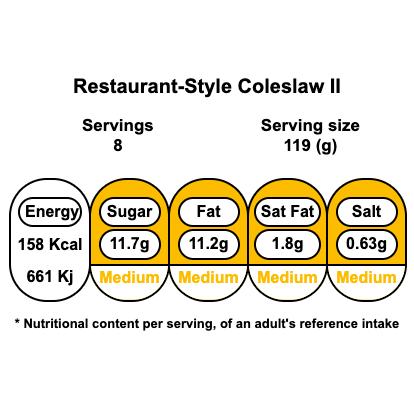 Restaurant-Style Coleslaw II
Servings Serving size
8 119 (g)
Energy Sugar Fat Sat Fat Salt
158 Kcal 11.7g 11.2g 1.8g 0.63g
661 Kj Medium Medium Medium Medium
* Nutritional content per serving, of an adult's reference intake